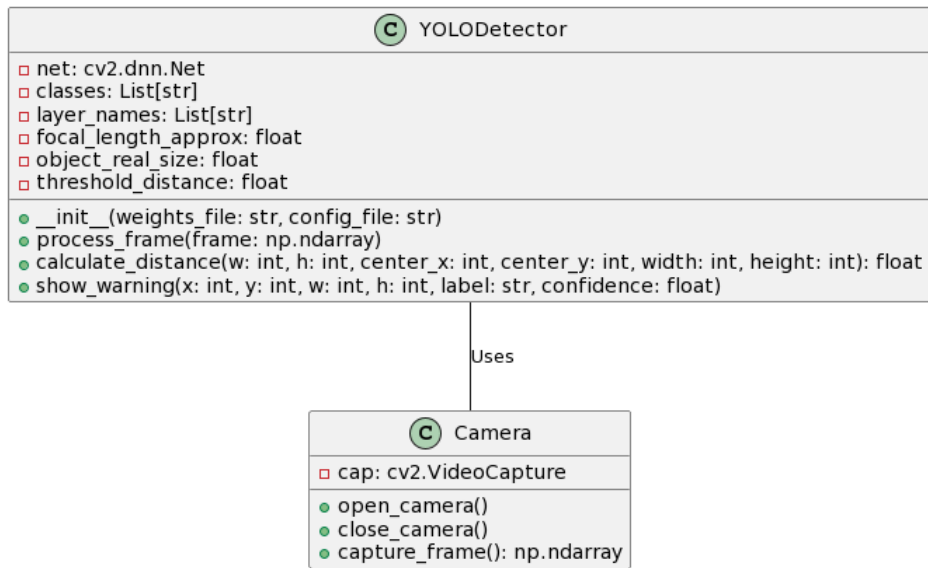 C YOLODetector
net: cv2.dnn.Net
classes: List[str]
layer_names: List[str]
focal_length_approx: float
object_real_size: float
threshold_distance: float
__init__(weights_file: str, config_file: str)
process_frame(frame: np.ndarray)
calculate_distance(w: int, h: int, center_x: int, center_y: int, width: int, height: int): float
show_warning(x: int, y: int, w: int, h: int, label: str, confidence: float)
Uses
C Camera
cap: cv2.VideoCapture
open_camera()
close_camera()
capture_frame(): np.ndarray